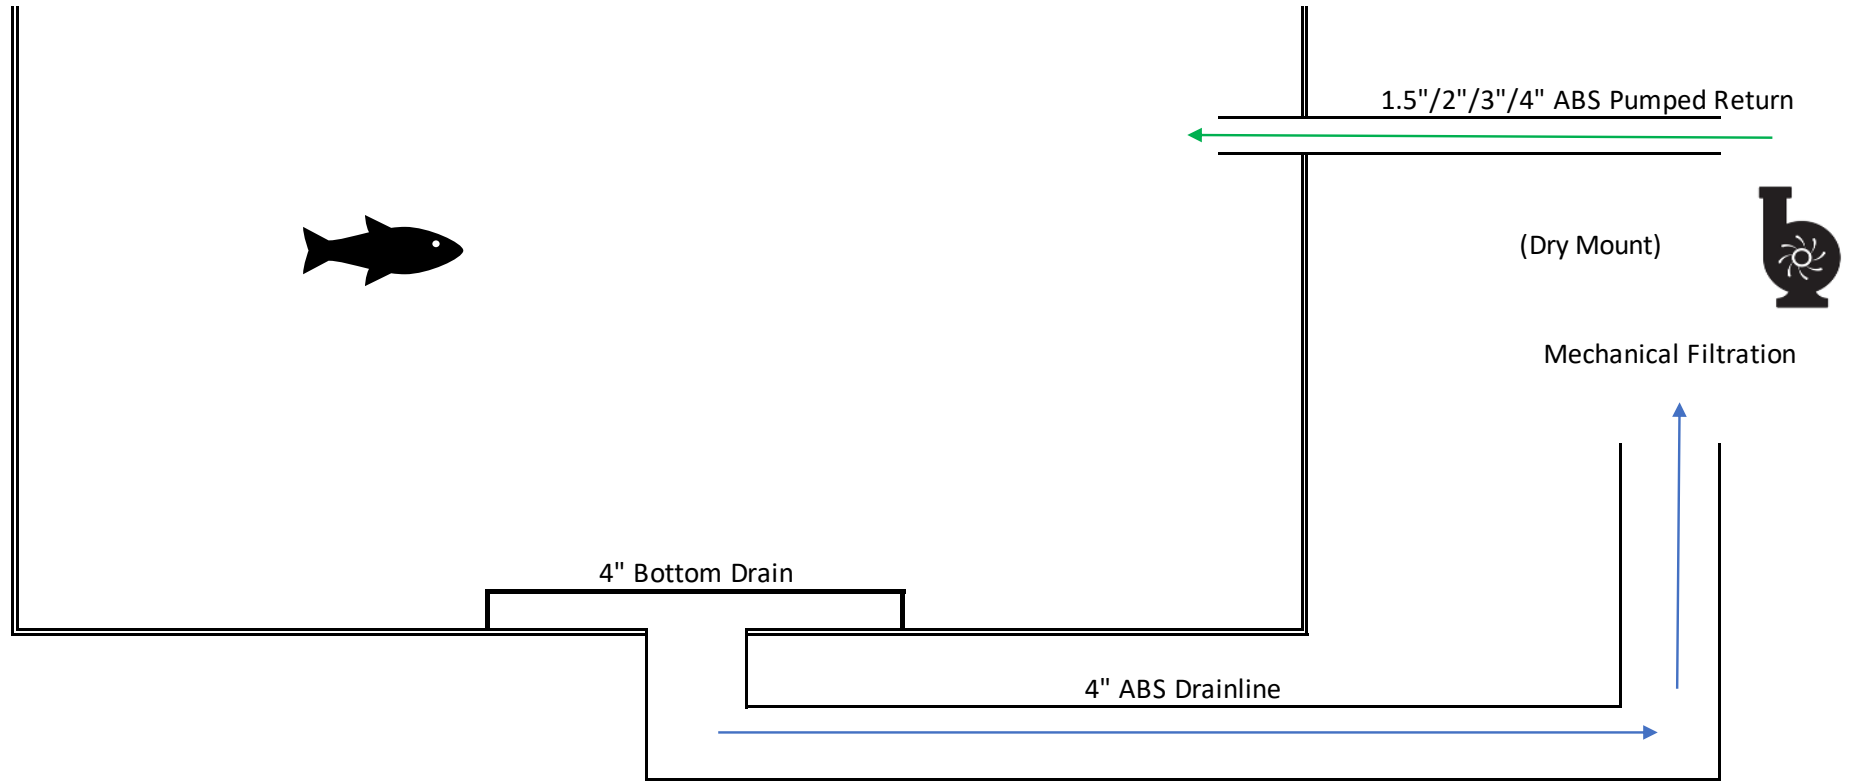 1.5"/2"/3"/4" ABS Pumped Return
(Dry Mount)
Mechanical Filtration
4" Bottom Drain
4" ABS Drainline